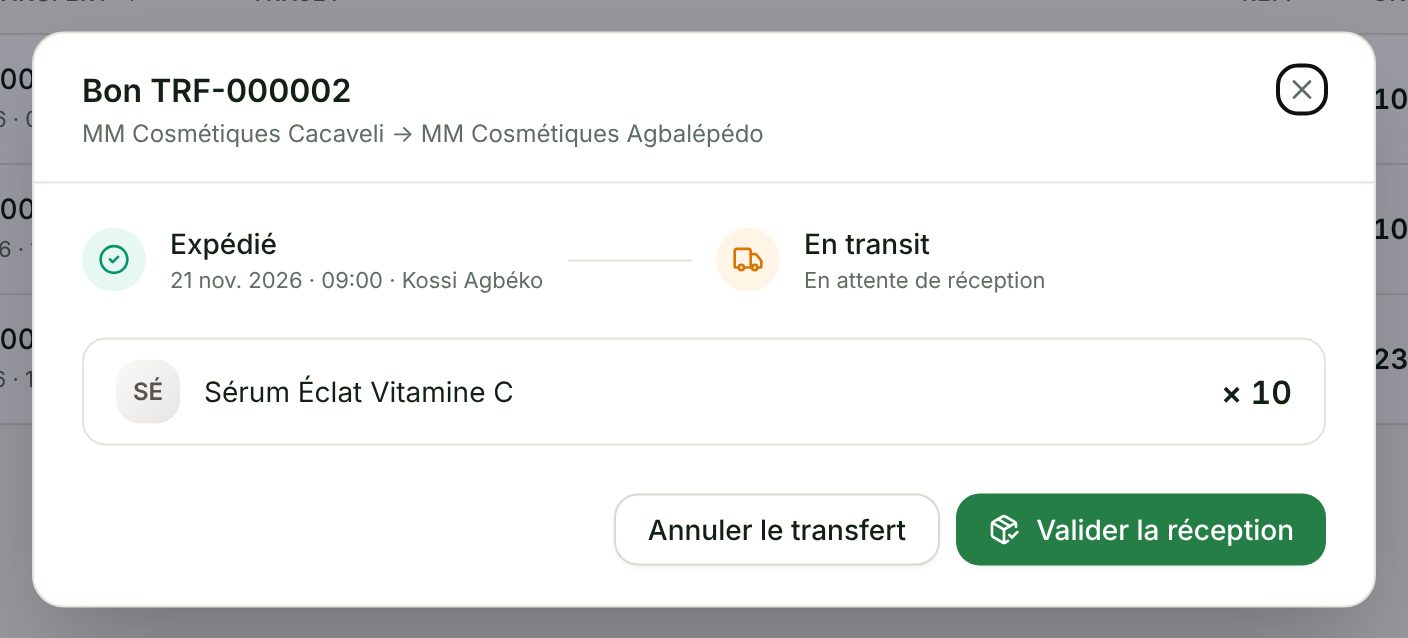 Bon TRF-000002
MM Cosmétiques Cacaveli → MM Cosmétiques Agbalépédo
Expédié
21 nov. 2026 · 09:00 · Kossi Agbéko
En transit
En attente de réception
SÉ Sérum Éclat Vitamine C × 10
Annuler le transfert
Valider la réception